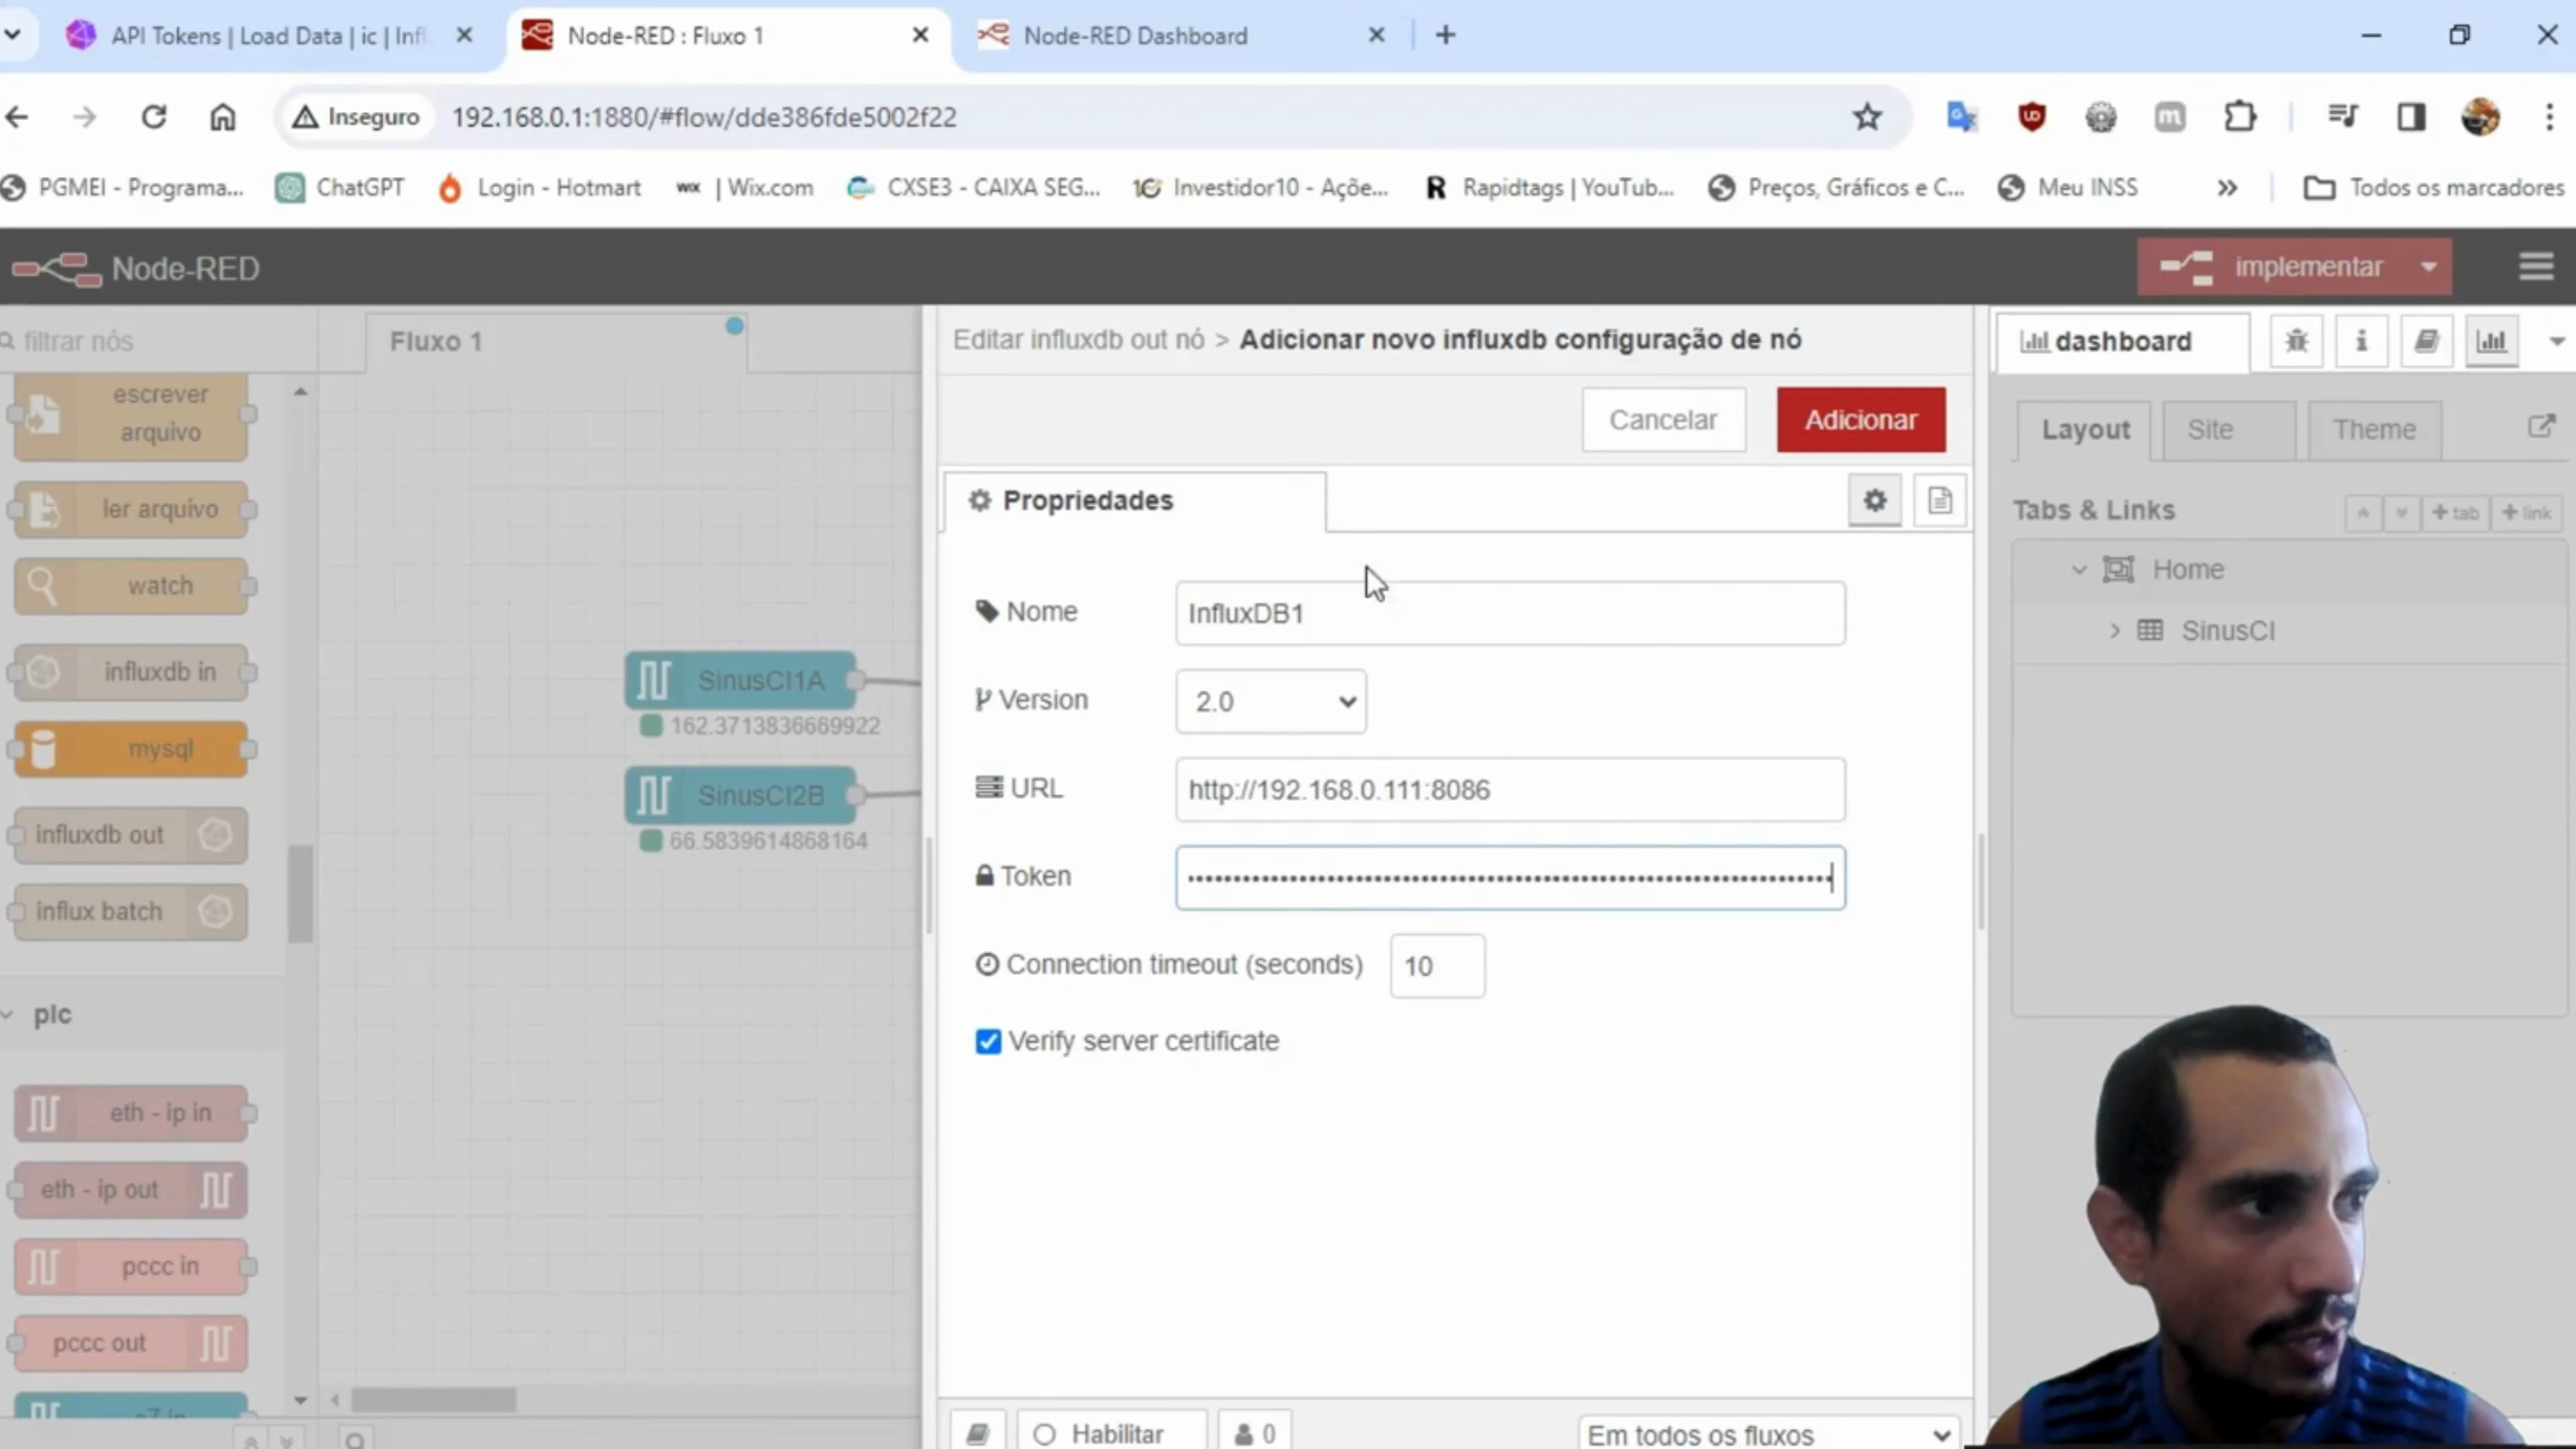 API Tokens | Load Data | ic | Infl
Node-RED : Fluxo 1
Node-RED Dashboard
Inseguro
192.168.0.1:1880/#flow/dde386fde5002f22
PGMEI - Programa...
ChatGPT
Login - Hotmart
WiX | Wix.com
CXSE3 - CAIXA SEG...
Investidor10 - Açõe...
Rapidtags | YouTub...
Preços, Gráficos e C...
Meu INSS
Todos os marcadores
Node-RED
implementar
filtrar nós
Fluxo 1
Editar influxdb out nó > Adicionar novo influxdb configuração de nó
dashboard
Cancelar
Adicionar
Layout
Site
Theme
Propriedades
Tabs & Links
+ tab
+ link
Home
SinusCI
escrever
arquivo
ler arquivo
watch
influxdb in
mysql
influxdb out
influx batch
plc
eth - ip in
eth - ip out
pccc in
pccc out
SinusCI1A
162.3713836669922
SinusCI2B
66.5839614868164
Nome
InfluxDB1
Version
2.0
URL
http://192.168.0.111:8086
Token
Connection timeout (seconds)
10
Verify server certificate
Habilitar
0
Em todos os fluxos